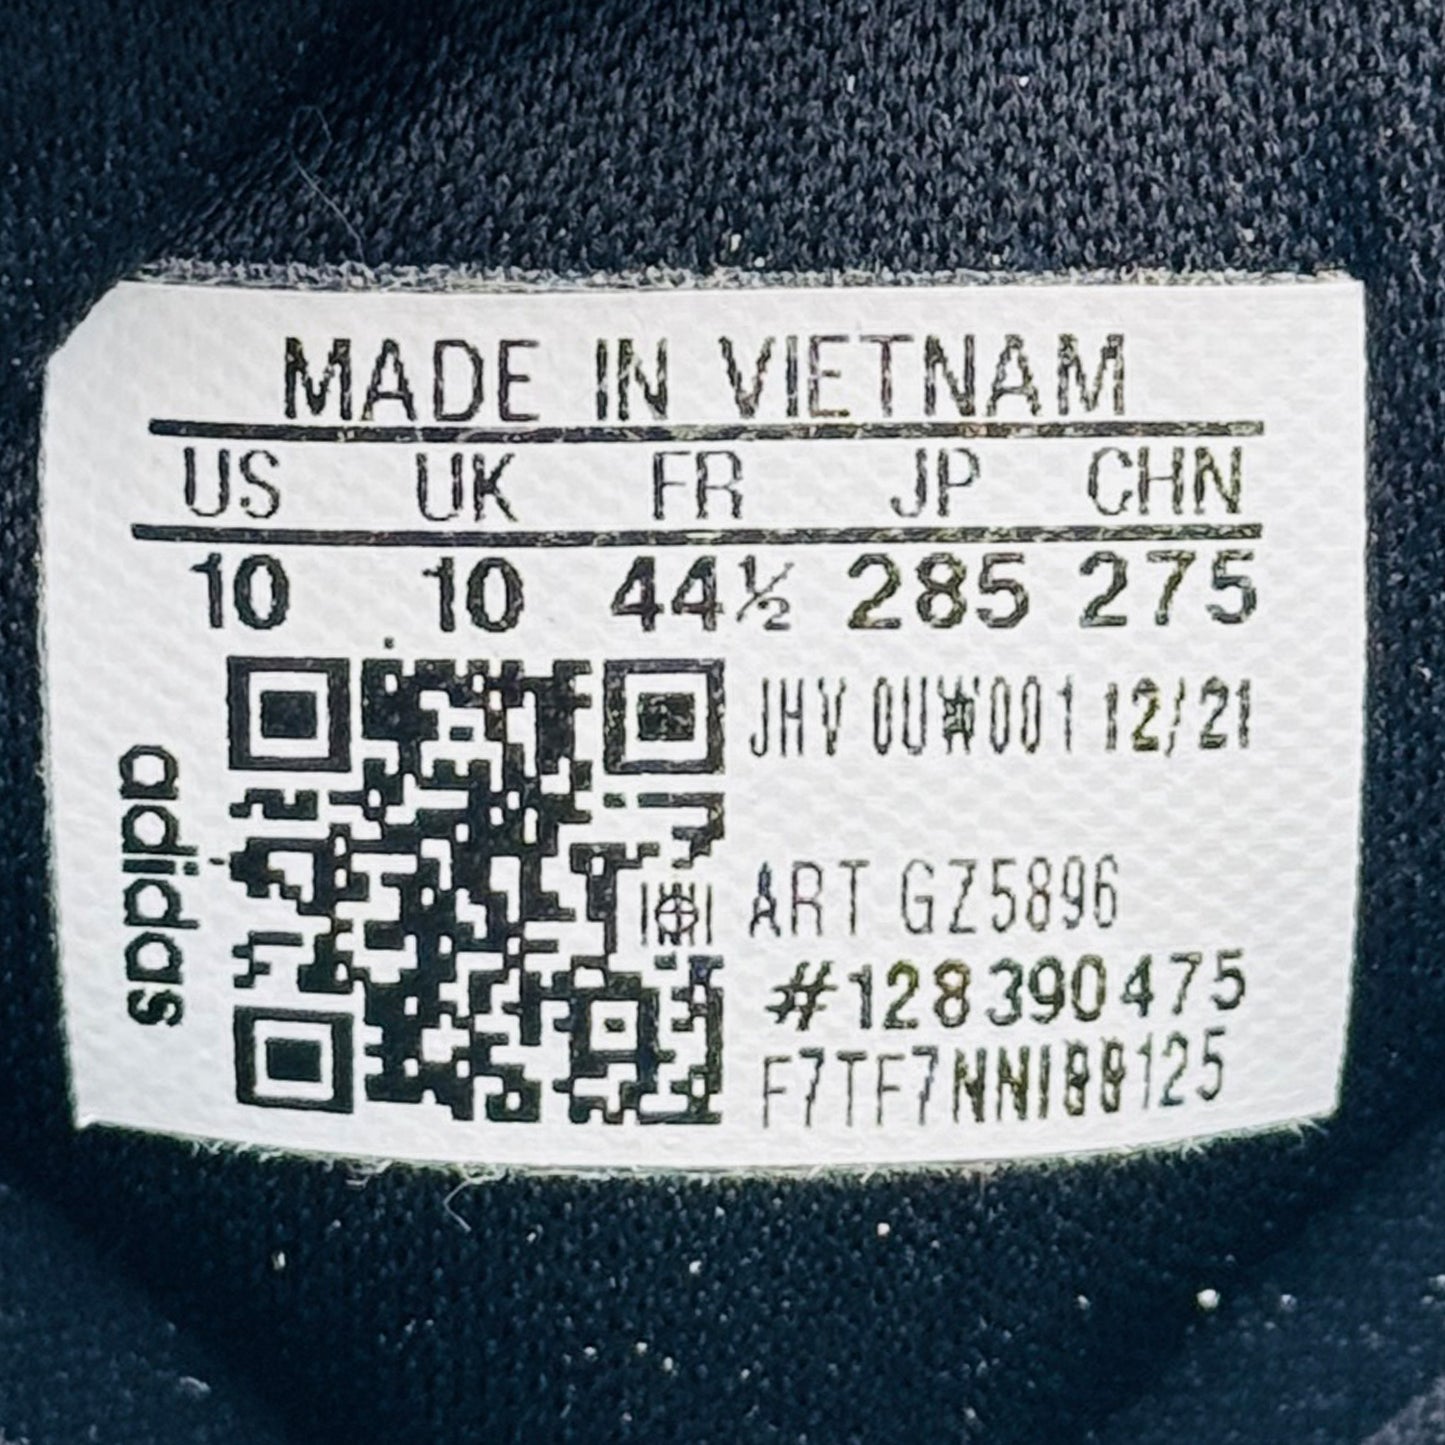 MADE IN VIETNAM
US UK FR JP CHN
10 10 44½ 285 275
JHV 0UW001 12/21
adidas
ART GZ5896
#128390475
F7TF7NNI88125